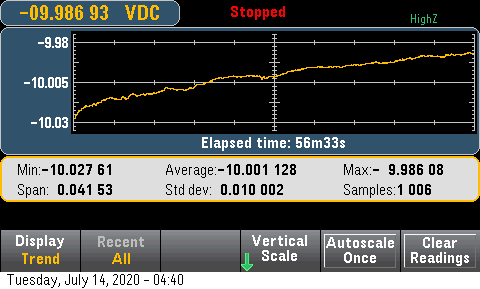 -09.986 93 VDC Stopped HighZ
-9.98
-10.005
-10.03
Elapsed time: 56m33s
Min:-10.027 61 Average:-10.001 128 Max:- 9.986 08
Span: 0.041 53 Std dev: 0.010 002 Samples:1 006
Display Recent Vertical Autoscale Clear
Trend All Scale Once Readings
Tuesday, July 14, 2020 - 04:40